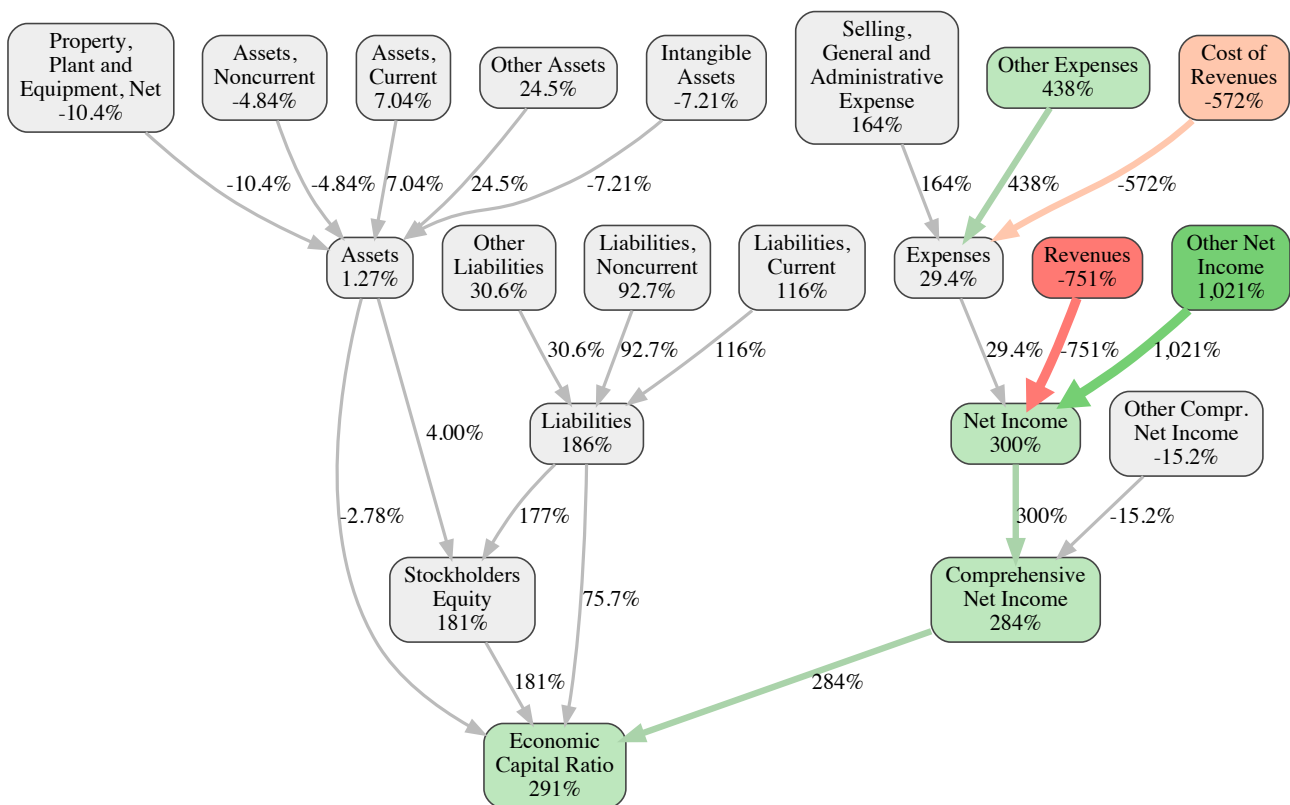 Property,
Plant and
Equipment, Net
-10.4%
Assets,
Noncurrent
-4.84%
Assets,
Current
7.04%
Other Assets
24.5%
Intangible
Assets
-7.21%
Selling,
General and
Administrative
Expense
164%
Other Expenses
438%
Cost of
Revenues
-572%
-10.4%
-4.84%
7.04%
24.5%
-7.21%
164%
438%
-572%
Assets
1.27%
Other
Liabilities
30.6%
Liabilities,
Noncurrent
92.7%
Liabilities,
Current
116%
Expenses
29.4%
Revenues
-751%
Other Net
Income
1,021%
30.6%
92.7%
116%
29.4%
-751%
1,021%
Liabilities
186%
Net Income
300%
Other Compr.
Net Income
-15.2%
4.00%
-2.78%
177%
300%
-15.2%
Stockholders
Equity
181%
75.7%
Comprehensive
Net Income
284%
181%
284%
Economic
Capital Ratio
291%